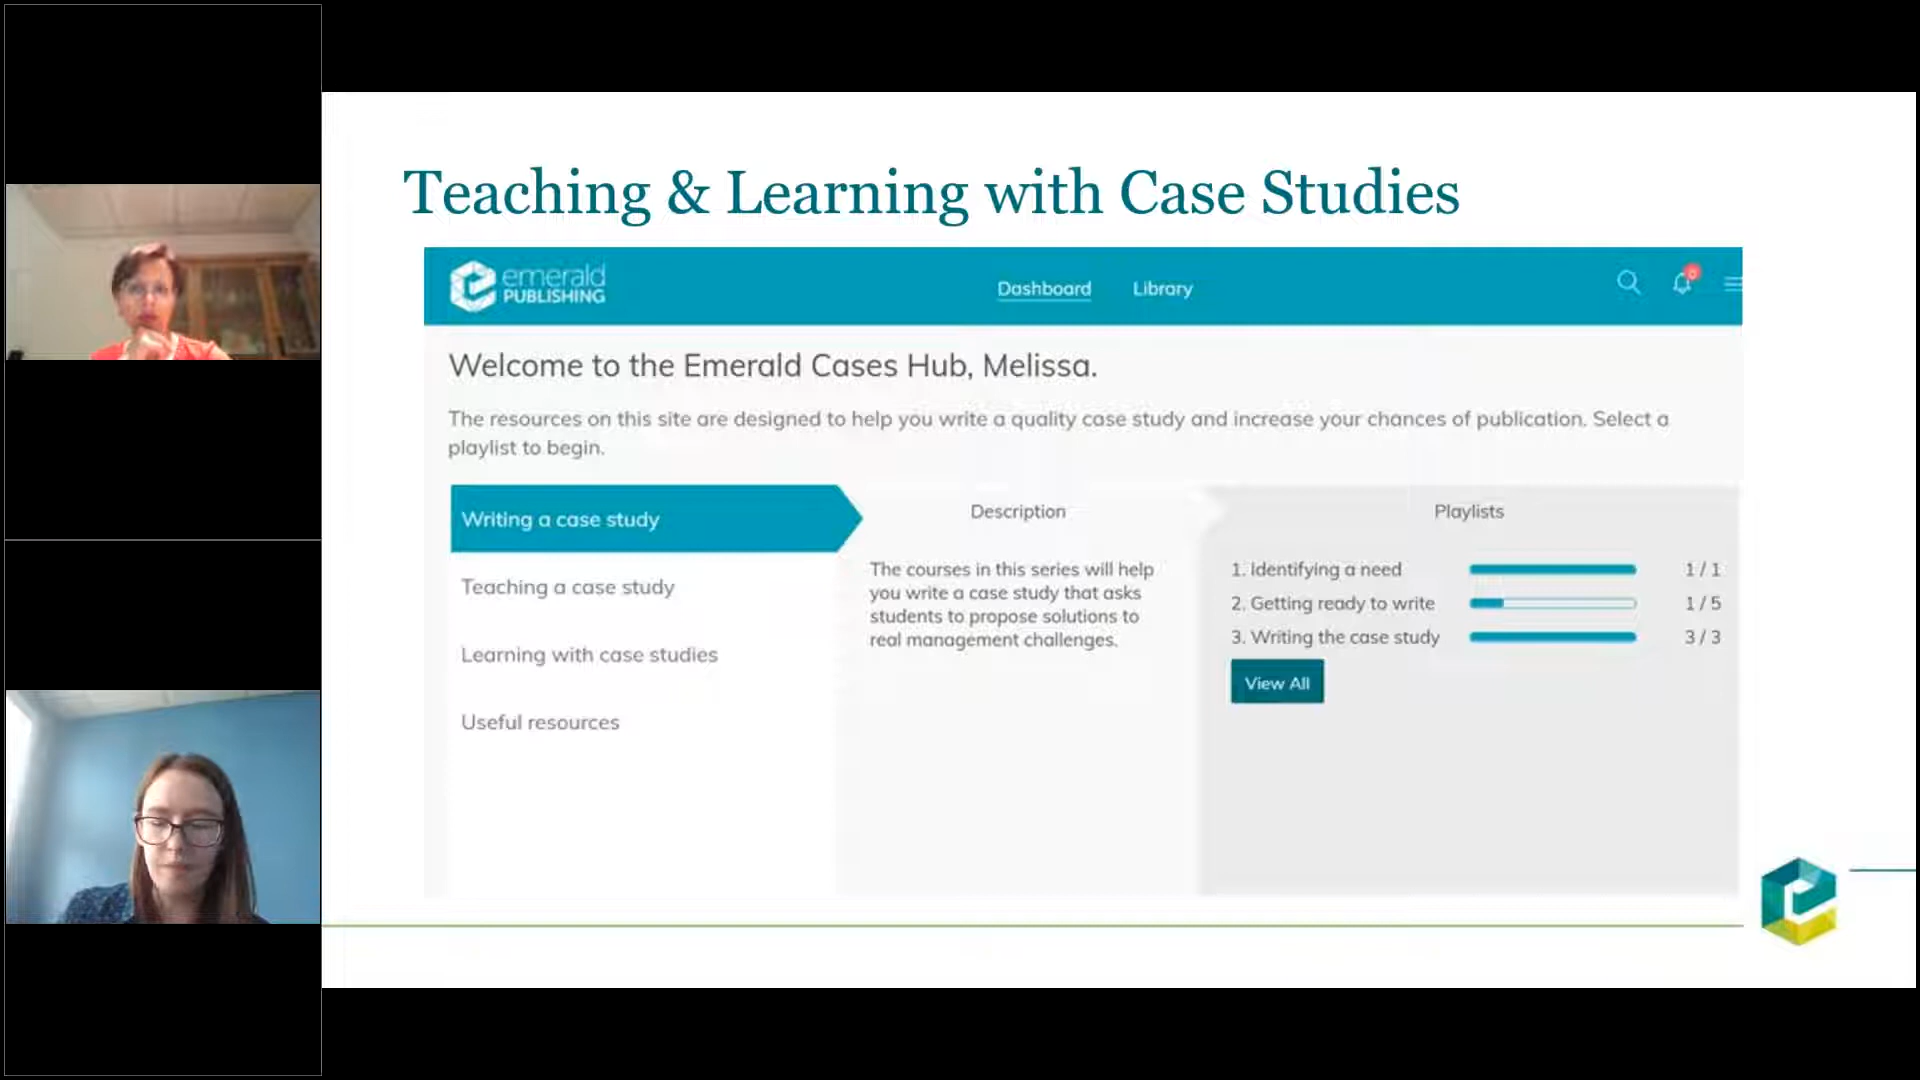 Teaching & Learning with Case Studies
emerald
PUBLISHING
Dashboard
Library
0
Welcome to the Emerald Cases Hub, Melissa.
The resources on this site are designed to help you write a quality case study and increase your chances of publication. Select a
playlist to begin.
Writing a case study
Teaching a case study
Learning with case studies
Useful resources
Description
The courses in this series will help
you write a case study that asks
students to propose solutions to
real management challenges.
Playlists
1. Identifying a need 1 / 1
2. Getting ready to write 1 / 5
3. Writing the case study 3 / 3
View All